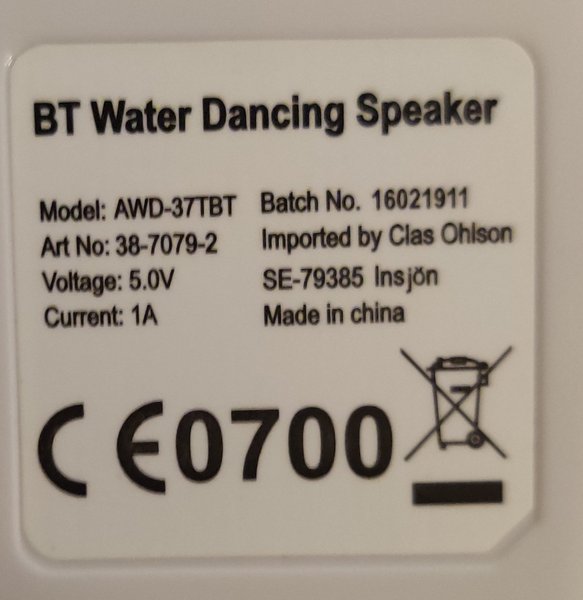 BT Water Dancing Speaker
Model: AWD-37TBT
Art No: 38-7079-2
Voltage: 5.0V
Current: 1A
Batch No. 16021911
Imported by Clas Ohlson
SE-79385 Insjön
Made in china
CE0700